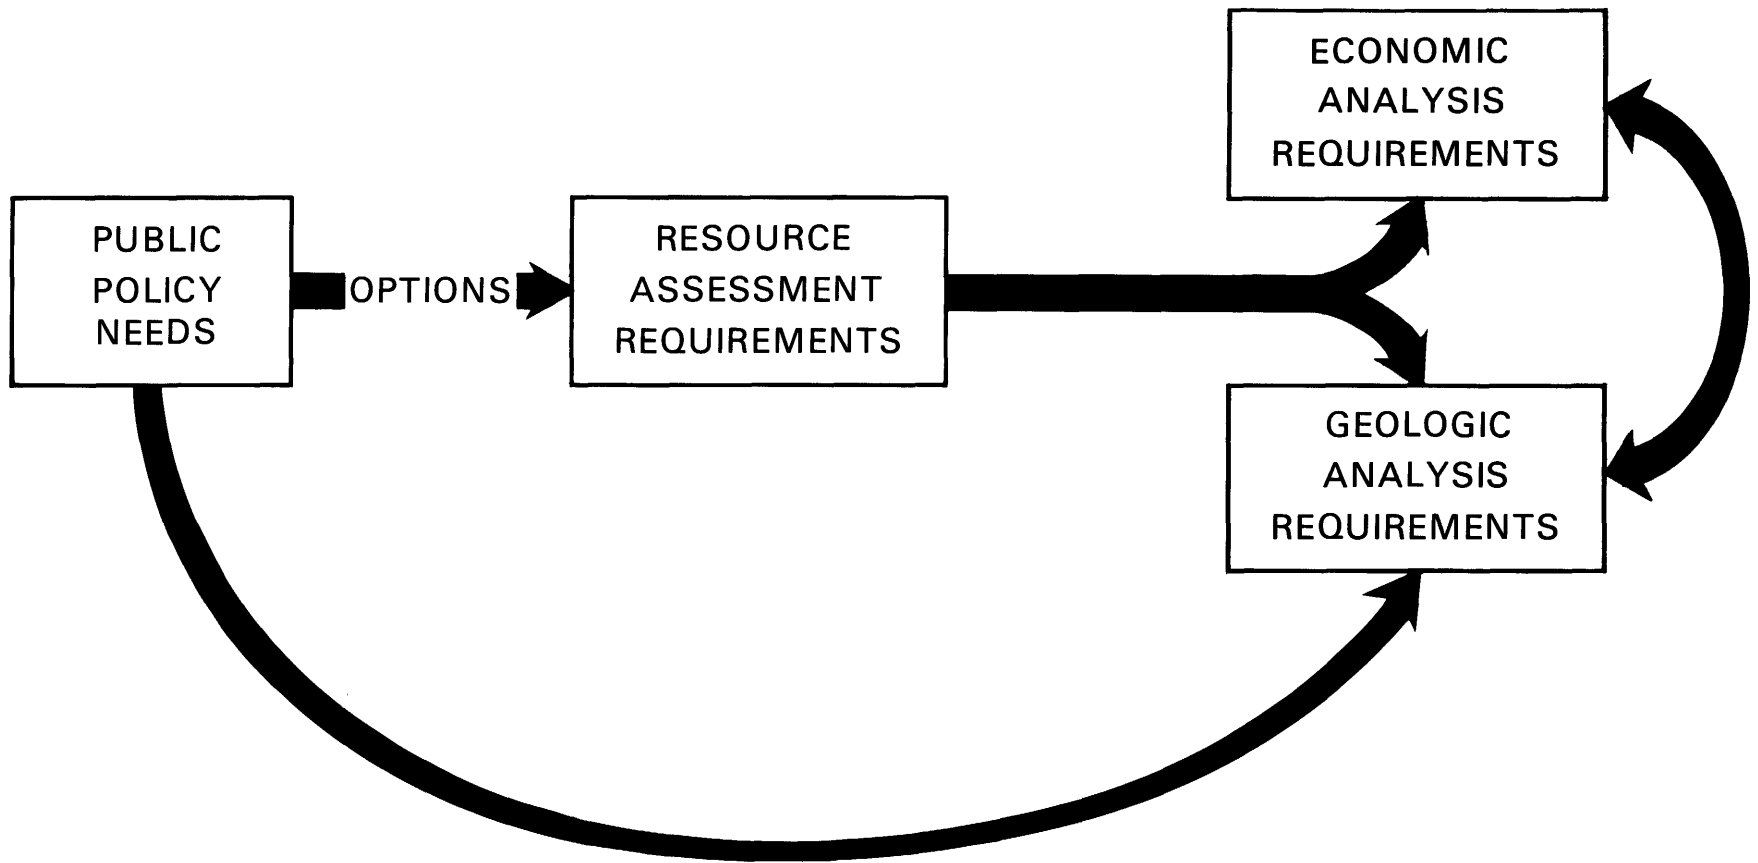 PUBLIC
POLICY
NEEDS
OPTIONS
RESOURCE
ASSESSMENT
REQUIREMENTS
ECONOMIC
ANALYSIS
REQUIREMENTS
GEOLOGIC
ANALYSIS
REQUIREMENTS